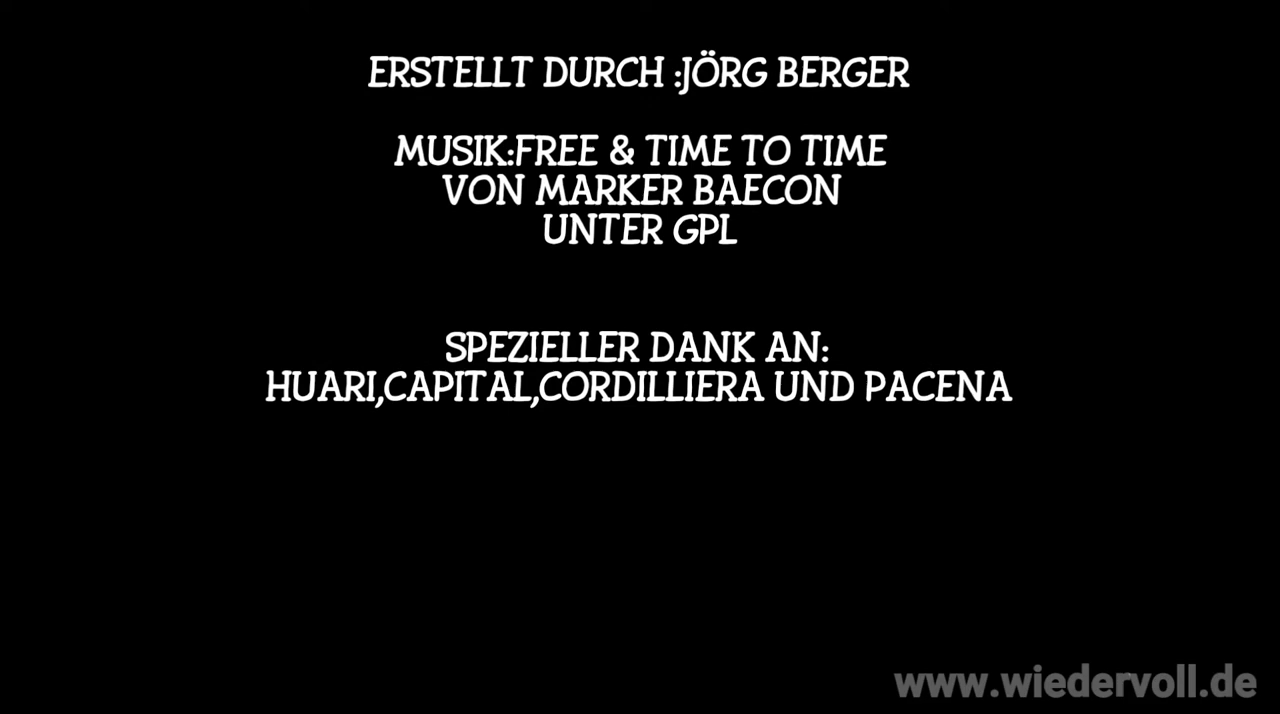 ERSTELLT DURCH :JÖRG BERGER
MUSIK:FREE & TIME TO TIME
VON MARKER BAECON
UNTER GPL
SPEZIELLER DANK AN:
HUARI,CAPITAL,CORDILLIERA UND PACENA
www.wiedervoll.de